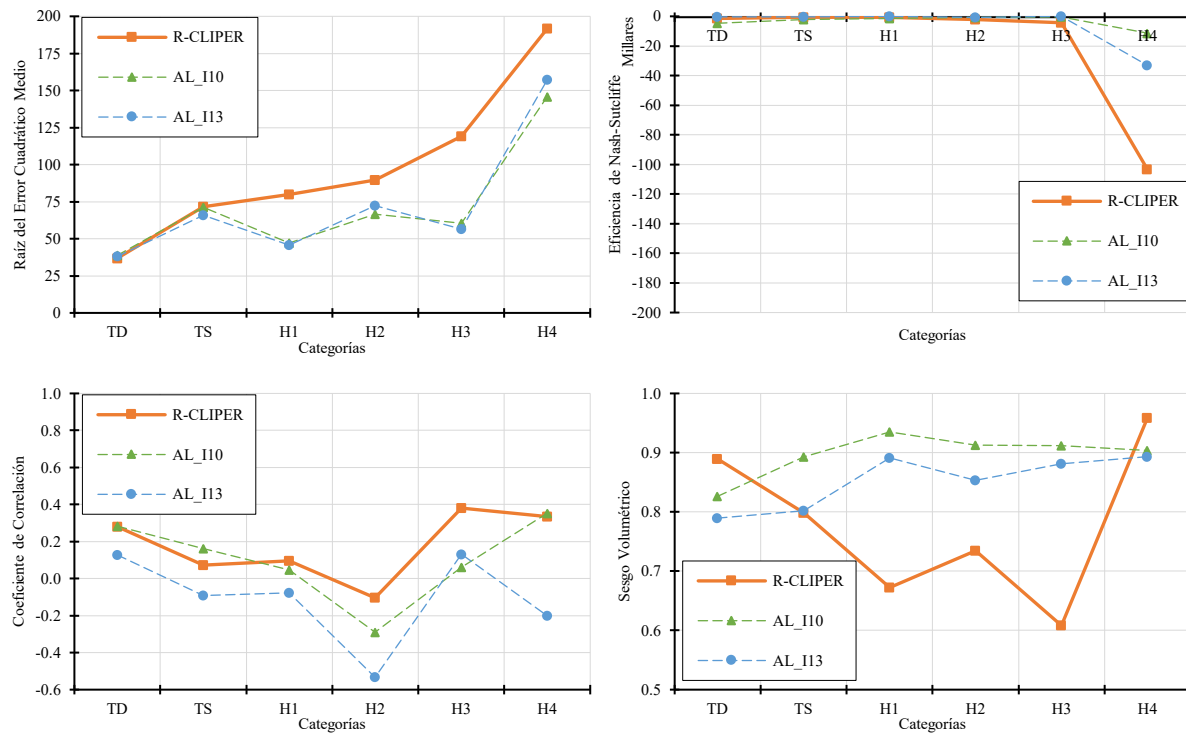 Raíz del Error Cuadrático Medio
200
175
150
125
100
75
50
25
0
R-CLIPER
AL_I10
AL_I13
TD TS H1 H2 H3 H4
Categorías
Eficiencia de Nash-Sutcliffe
Millares
0
-20
-40
-60
-80
-100
-120
-140
-160
-180
-200
TD TS H1 H2 H3 H4
R-CLIPER
AL_I10
AL_I13
Categorías
Coeficiente de Correlación
1.0
0.8
0.6
0.4
0.2
0.0
-0.2
-0.4
-0.6
R-CLIPER
AL_I10
AL_I13
TD TS H1 H2 H3 H4
Categorías
Sesgo Volumétrico
1.0
0.9
0.8
0.7
0.6
0.5
R-CLIPER
AL_I10
AL_I13
TD TS H1 H2 H3 H4
Categorías